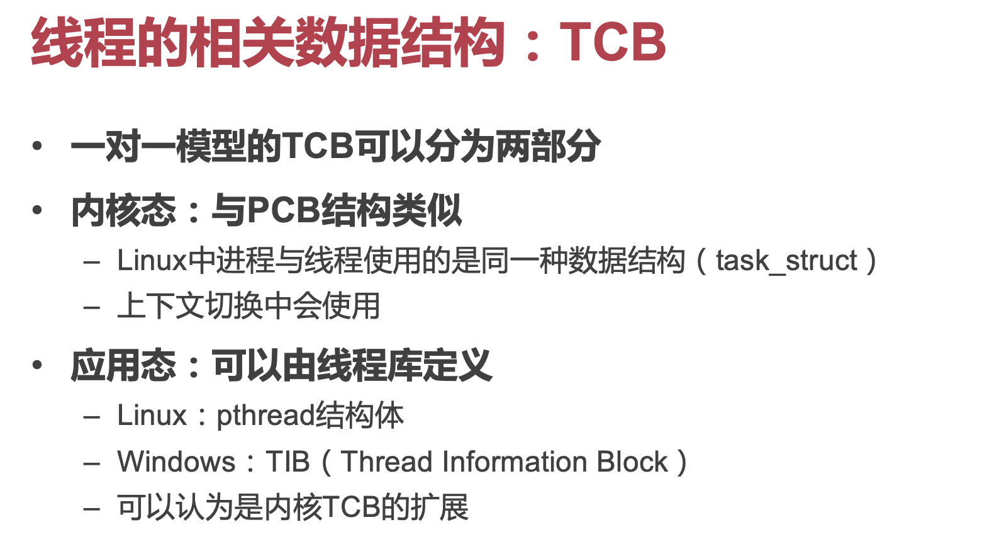 线程的相关数据结构：TCB
• 一对一模型的TCB可以分为两部分
• 内核态：与PCB结构类似
– Linux中进程与线程使用的是同一种数据结构（task_struct）
– 上下文切换中会使用
• 应用态：可以由线程库定义
– Linux：pthread结构体
– Windows：TIB（Thread Information Block）
– 可以认为是内核TCB的扩展